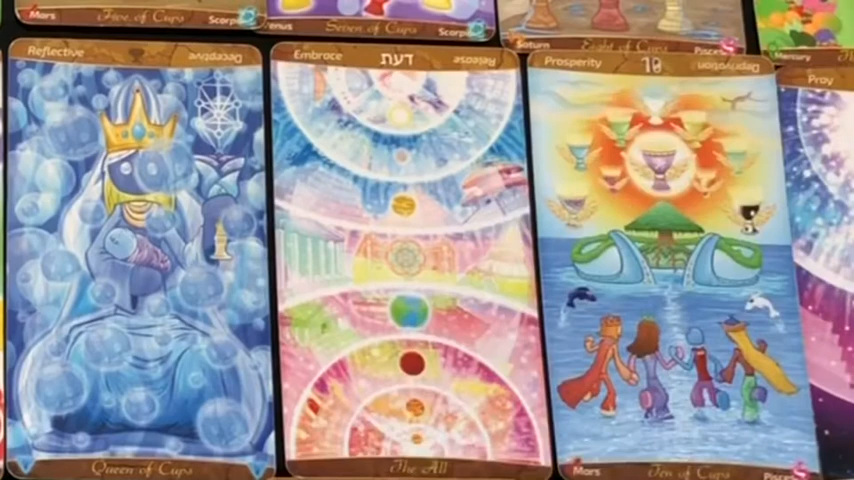 Mars Five of Cups Scorpio
Venus Seven of Cups Scorpio
Saturn Eight of Cups Pisces
Mercury
Reflective Deceptive
Embrace דעת Release
Prosperity 10 Deprivation
Pray
Queen of Cups
The All
Mars Ten of Cups Pisces